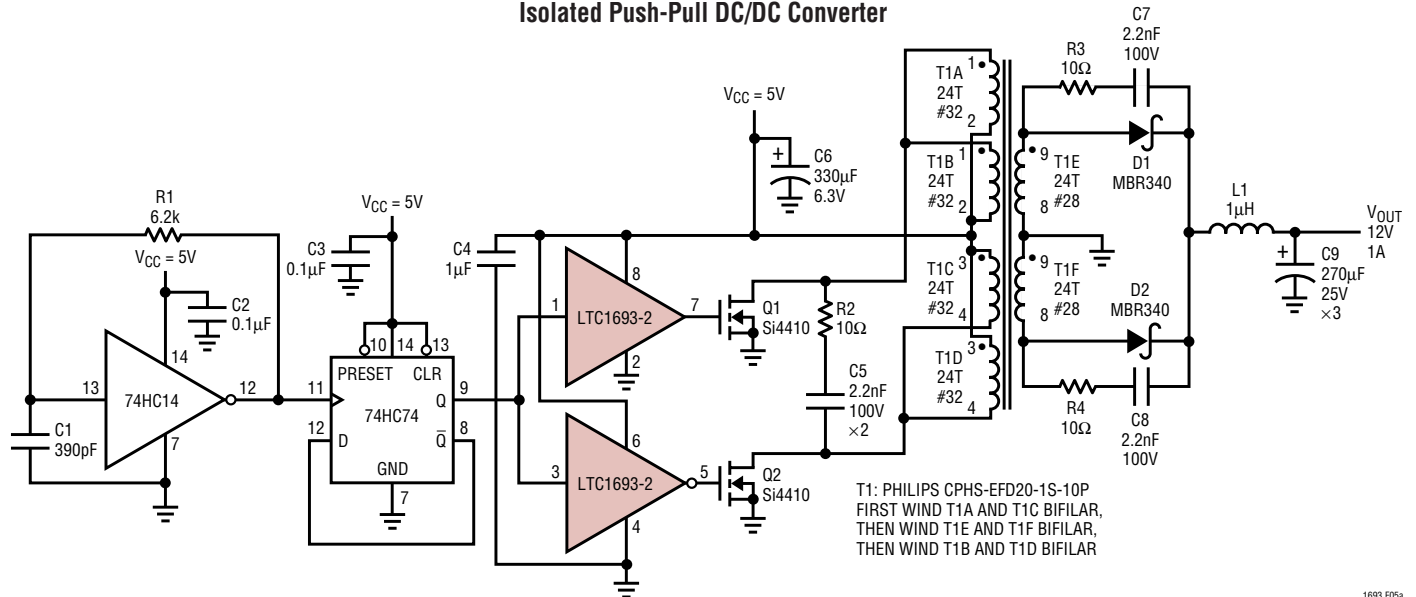 Isolated Push-Pull DC/DC Converter
R1
6.2k
VCC = 5V
14
C2
0.1µF
13
74HC14
12
7
C1
390pF
VCC = 5V
C3
0.1µF
10
14
13
PRESET
CLR
11
Q
9
74HC74
12
D
Q̅
8
GND
7
C4
1µF
VCC = 5V
+
C6
330µF
6.3V
8
1
LTC1693-2
7
2
6
3
LTC1693-2
5
4
Q1
Si4410
Q2
Si4410
R2
10Ω
C5
2.2nF
100V
×2
1
T1A
24T
#32
2
1
T1B
24T
#32
2
3
T1C
24T
#32
4
3
T1D
24T
#32
4
9
T1E
24T
#28
8
9
T1F
24T
#28
8
R3
10Ω
C7
2.2nF
100V
D1
MBR340
D2
MBR340
R4
10Ω
C8
2.2nF
100V
L1
1µH
VOUT
12V
1A
+
C9
270µF
25V
×3
T1: PHILIPS CPHS-EFD20-1S-10P
FIRST WIND T1A AND T1C BIFILAR,
THEN WIND T1E AND T1F BIFILAR,
THEN WIND T1B AND T1D BIFILAR
1693 F05a